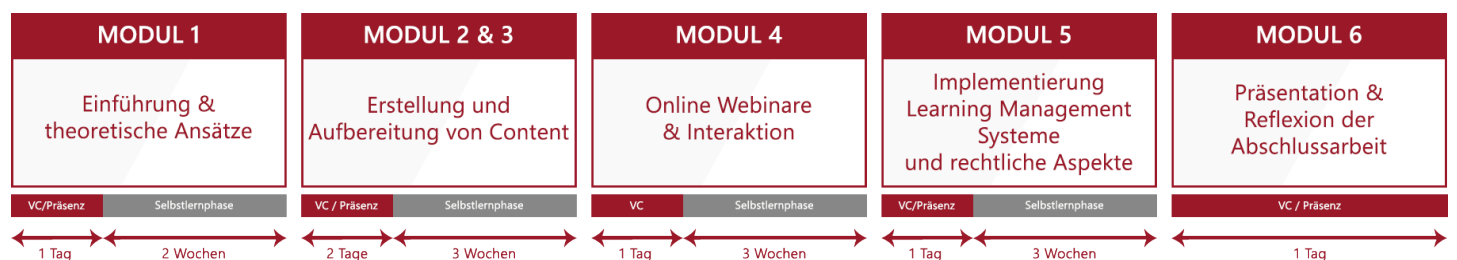 MODUL 1
Einführung &
theoretische Ansätze
VC/Präsenz
Selbstlernphase
1 Tag
2 Wochen
MODUL 2 & 3
Erstellung und
Aufbereitung von Content
VC / Präsenz
Selbstlernphase
2 Tage
3 Wochen
MODUL 4
Online Webinare
& Interaktion
VC
Selbstlernphase
1 Tag
3 Wochen
MODUL 5
Implementierung
Learning Management
Systeme
und rechtliche Aspekte
VC/Präsenz
Selbstlernphase
1 Tag
3 Wochen
MODUL 6
Präsentation &
Reflexion der
Abschlussarbeit
VC / Präsenz
1 Tag